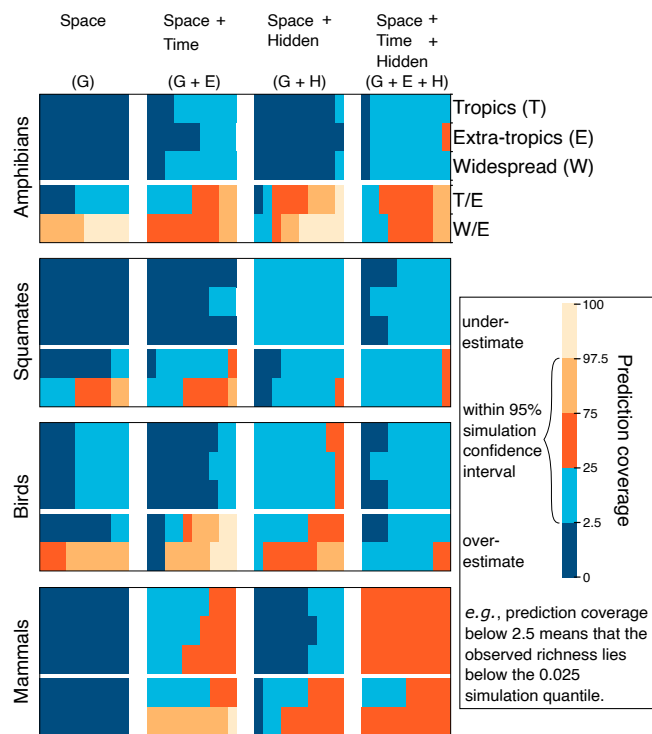 Space
Space +
Time
Space +
Hidden
Space +
Time +
Hidden
(G)
(G + E)
(G + H)
(G + E + H)
Amphibians
Tropics (T)
Extra-tropics (E)
Widespread (W)
T/E
W/E
Squamates
Birds
Mammals
under-
estimate
within 95%
simulation
confidence
interval
over-
estimate
100
97.5
75
25
2.5
0
Prediction coverage
e.g., prediction coverage
below 2.5 means that the
observed richness lies
below the 0.025
simulation quantile.